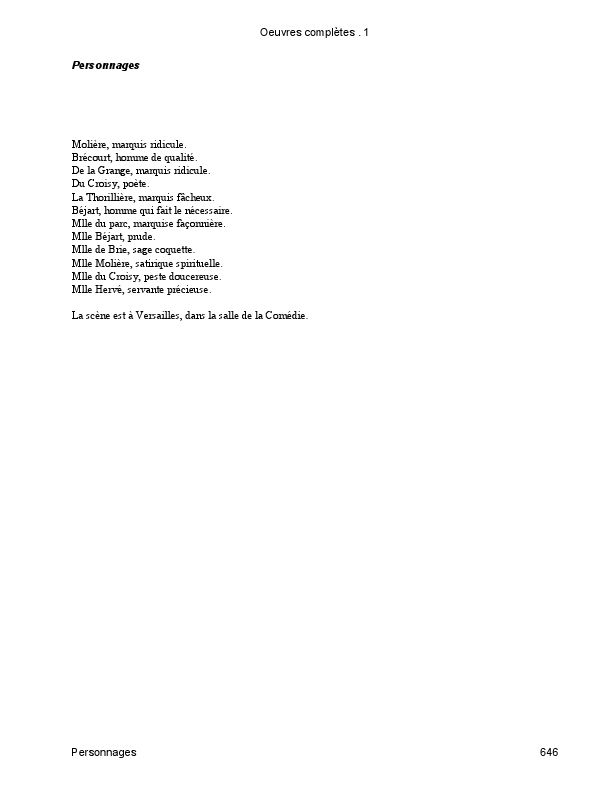 Oeuvres complètes . 1
Personnages
Molière, marquis ridicule.
Brécourt, homme de qualité.
De la Grange, marquis ridicule.
Du Croisy, poète.
La Thorillière, marquis fâcheux.
Béjart, homme qui fait le nécessaire.
Mlle du parc, marquise façonnière.
Mlle Béjart, prude.
Mlle de Brie, sage coquette.
Mlle Molière, satirique spirituelle.
Mlle du Croisy, peste doucereuse.
Mlle Hervé, servante précieuse.
La scène est à Versailles, dans la salle de la Comédie.
Personnages 646